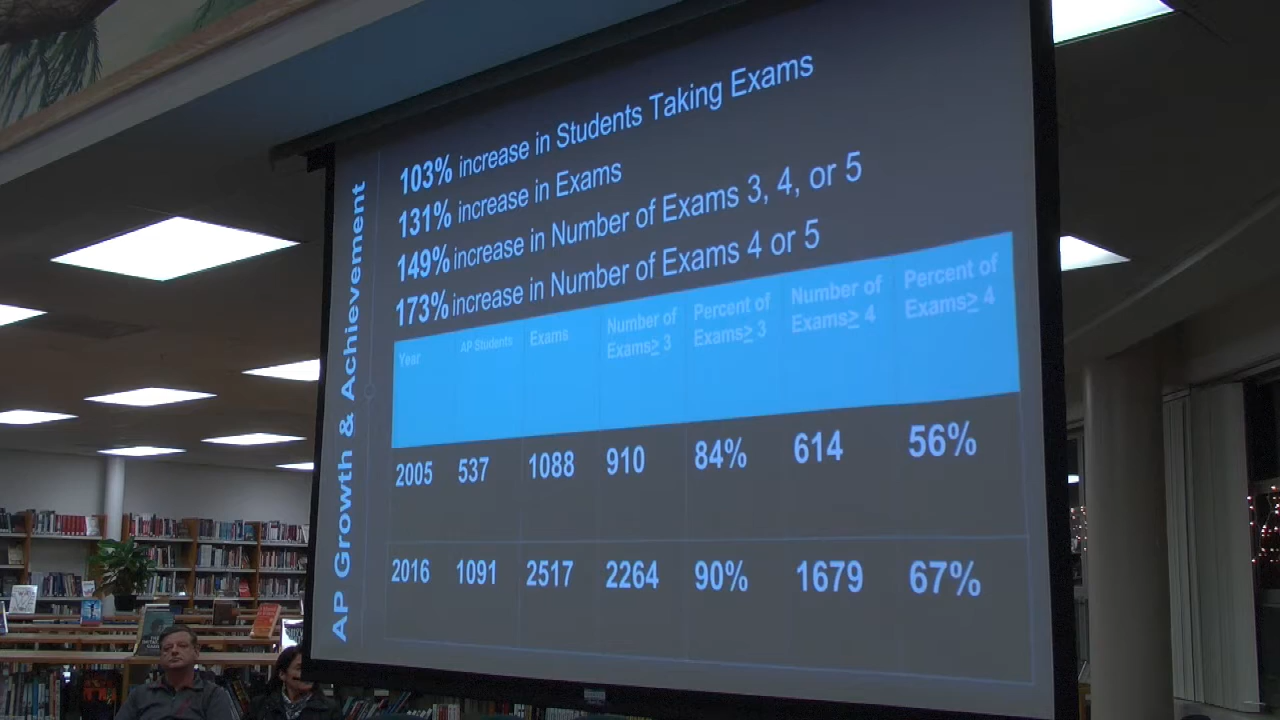 AP Growth & Achievement
103% increase in Students Taking Exams
131% increase in Exams
149% increase in Number of Exams 3, 4, or 5
173% increase in Number of Exams 4 or 5
Year AP Students Exams Number of Exams≥ 3 Percent of Exams≥ 3 Number of Exams≥ 4 Percent of Exams≥ 4
2005 537 1088 910 84% 614 56%
2016 1091 2517 2264 90% 1679 67%